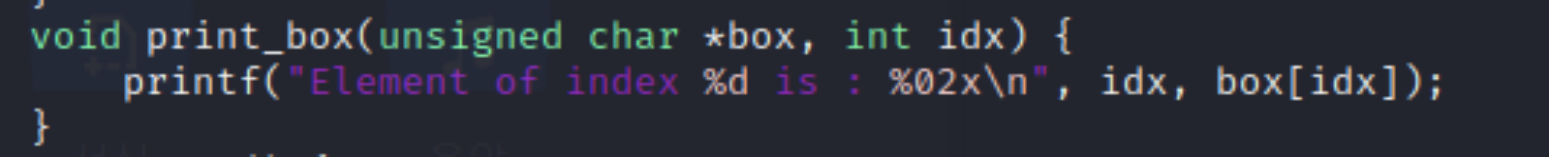 void print_box(unsigned char *box, int idx) {
    printf("Element of index %d is : %02x\n", idx, box[idx]);
}